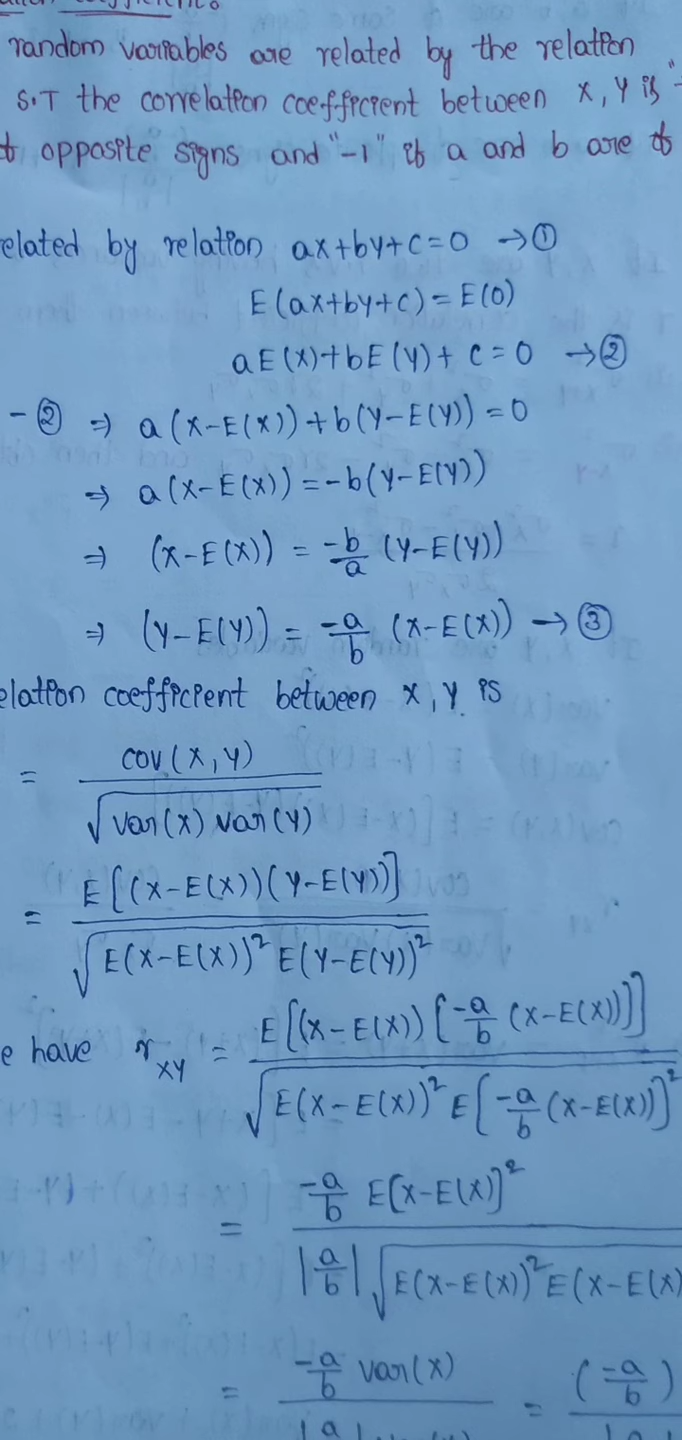 random variables are related by the relation
S.T the correlation coefficient between X, Y is "
opposite signs and "-1" if a and b are of
related by relation ax+by+c=0 →①
E(ax+by+c) = E(0)
aE(X)+bE(Y)+ c=0 →②
-② ⇒ a(X-E(X))+b(Y-E(Y))=0
⇒ a(X-E(X))=-b(Y-E(Y))
⇒ (X-E(X)) = -b/a (Y-E(Y))
⇒ (Y-E(Y)) = -a/b (X-E(X)) →③
elation coefficient between X, Y is
= cov(X,Y) / √var(X) var(Y)
= E[(X-E(X))(Y-E(Y))] / √E(X-E(X))² E(Y-E(Y))²
e have r_XY = E[(X-E(X))[-a/b (X-E(X))]] / √E(X-E(X))² E[-a/b (X-E(X))]²
= -a/b E[X-E(X)]² / |a/b| √E(X-E(X))² E(X-E(X)
= -a/b var(X) / |a| = (-a/b)